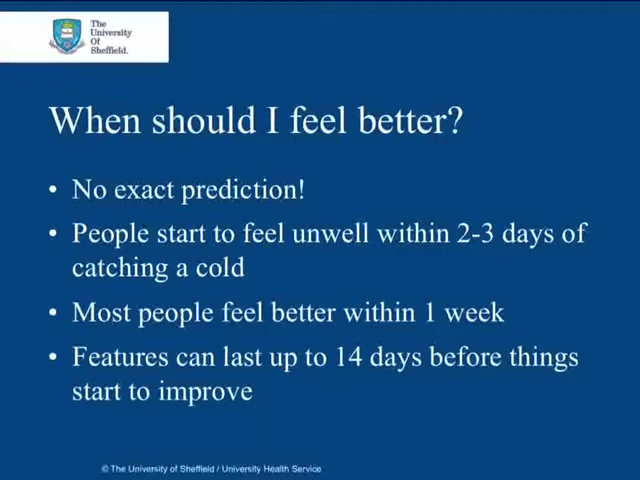 The
University
Of
Sheffield.
When should I feel better?
• No exact prediction!
• People start to feel unwell within 2-3 days of
catching a cold
• Most people feel better within 1 week
• Features can last up to 14 days before things
start to improve
© The University of Sheffield / University Health Service